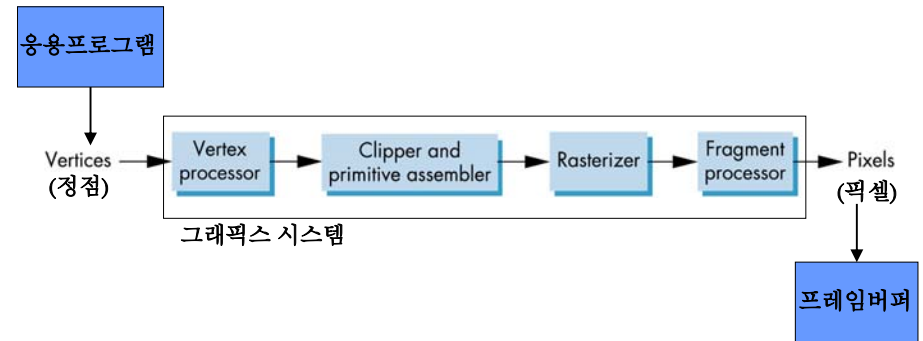 응용프로그램
Vertices
(정점)
Vertex
processor
Clipper and
primitive assembler
Rasterizer
Fragment
processor
Pixels
(픽셀)
그래픽스 시스템
프레임버퍼